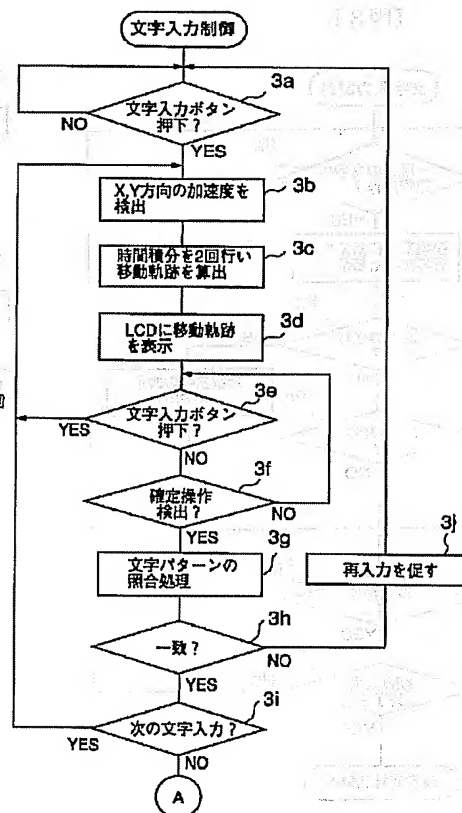 文字入力制御
3a
文字入力ボタン
押下?
NO
YES
3b
X,Y方向の加速度を
検出
3c
時間積分を2回行い
移動軌跡を算出
3d
LCDに移動軌跡
を表示
3e
文字入力ボタン
押下?
YES
NO
3f
確定操作
検出?
NO
YES
3g
文字パターンの
照合処理
3j
再入力を促す
3h
一致?
NO
YES
3i
次の文字入力?
YES
NO
A